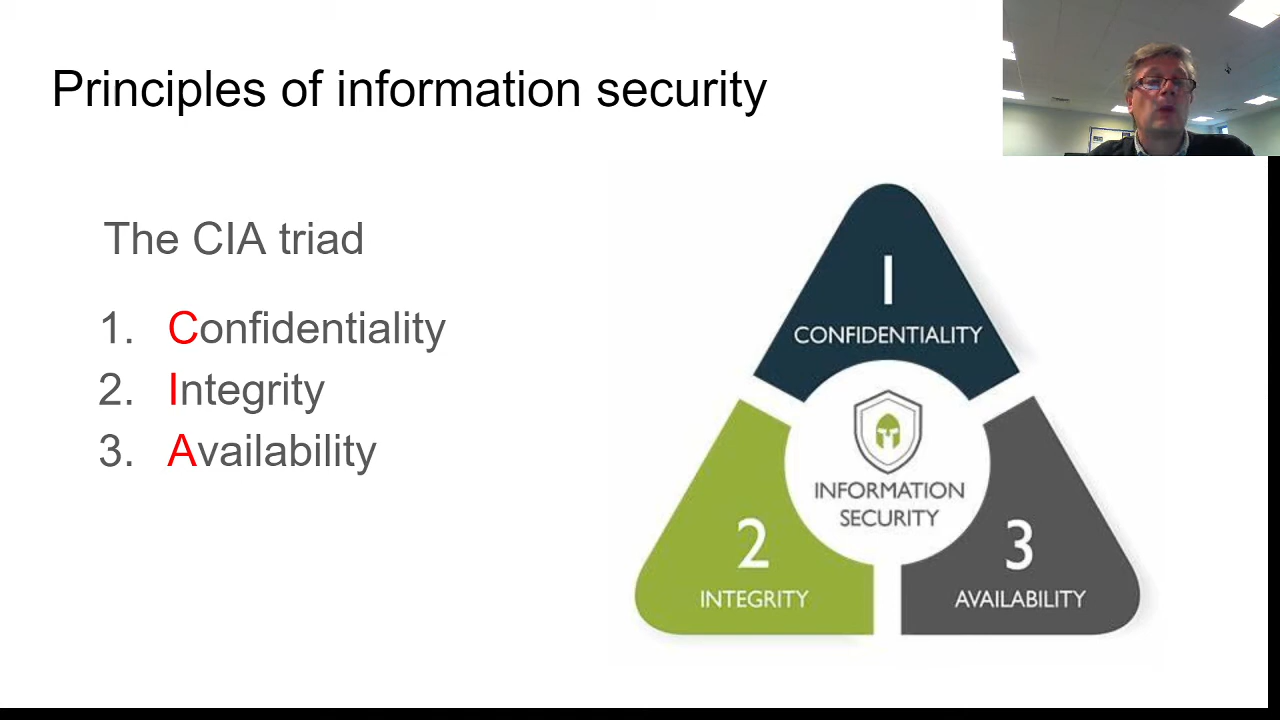 Principles of information security
The CIA triad
1. Confidentiality
2. Integrity
3. Availability
1
CONFIDENTIALITY
INFORMATION
SECURITY
2
INTEGRITY
3
AVAILABILITY